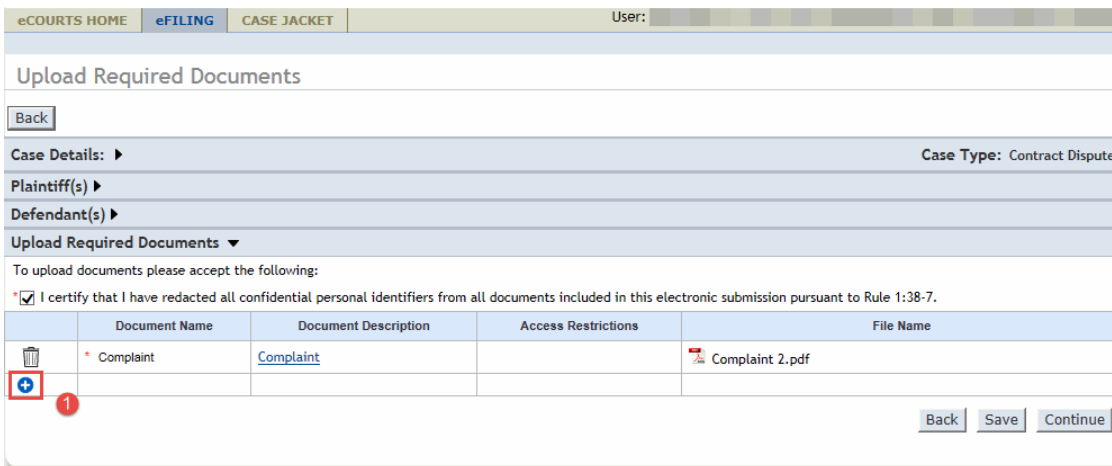 eCOURTS HOME eFILING CASE JACKET User:
Upload Required Documents
Back
Case Details: Case Type: Contract Dispute
Plaintiff(s)
Defendant(s)
Upload Required Documents
To upload documents please accept the following:
* I certify that I have redacted all confidential personal identifiers from all documents included in this electronic submission pursuant to Rule 1:38-7.
Document Name Document Description Access Restrictions File Name
* Complaint Complaint Complaint 2.pdf
1
Back Save Continue